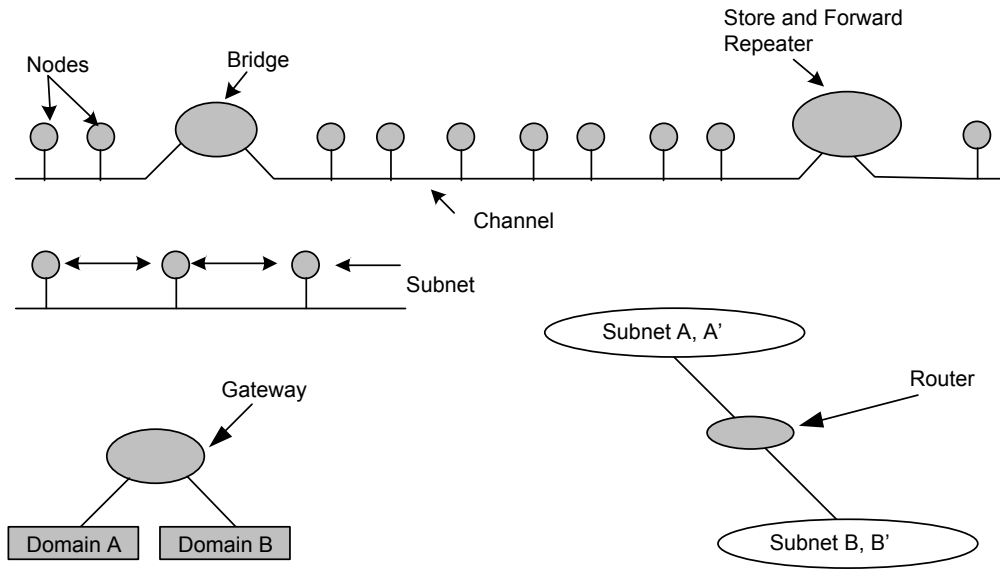 Store and Forward
Repeater
Nodes
Bridge
Channel
Subnet
Subnet A, A’
Gateway
Router
Domain A
Domain B
Subnet B, B’